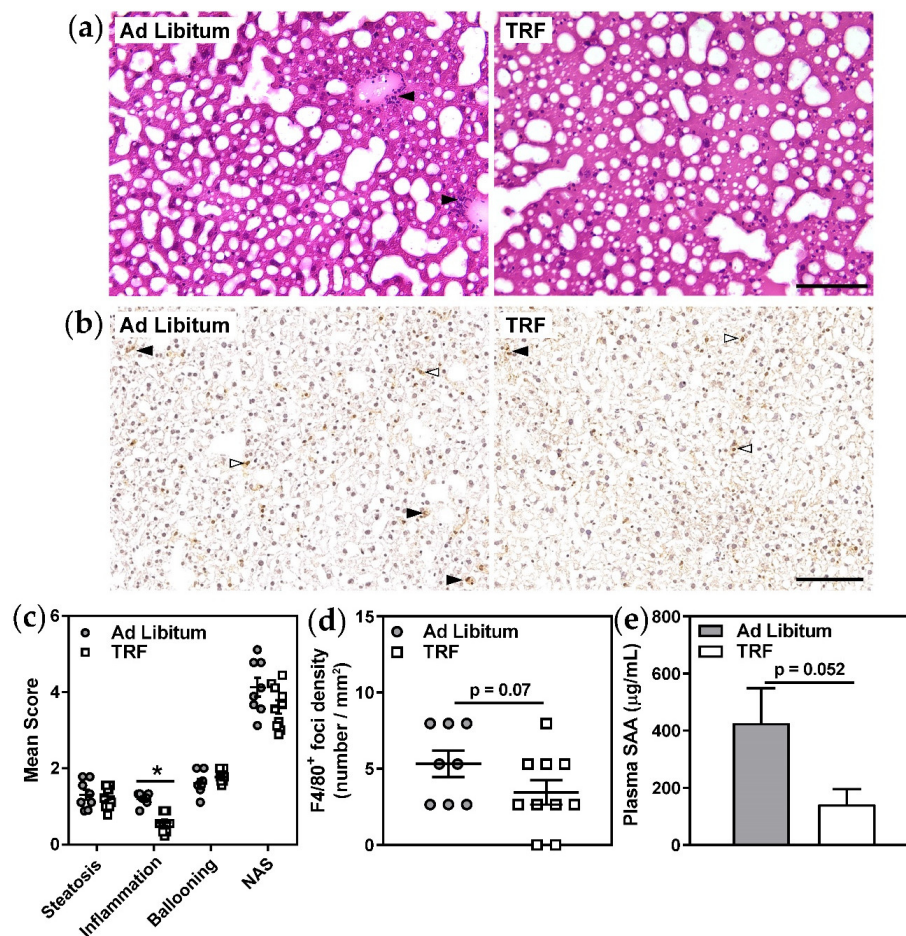 (a) Ad Libitum TRF
(b) Ad Libitum TRF
(c)
Mean Score
6
4
2
0
Ad Libitum
TRF
*
Steatosis
Inflammation
Ballooning
NAS
(d)
F4/80⁺ foci density
(number / mm²)
15
10
5
0
Ad Libitum
TRF
p = 0.07
(e)
Plasma SAA (μg/mL)
800
600
400
200
0
Ad Libitum
TRF
p = 0.052